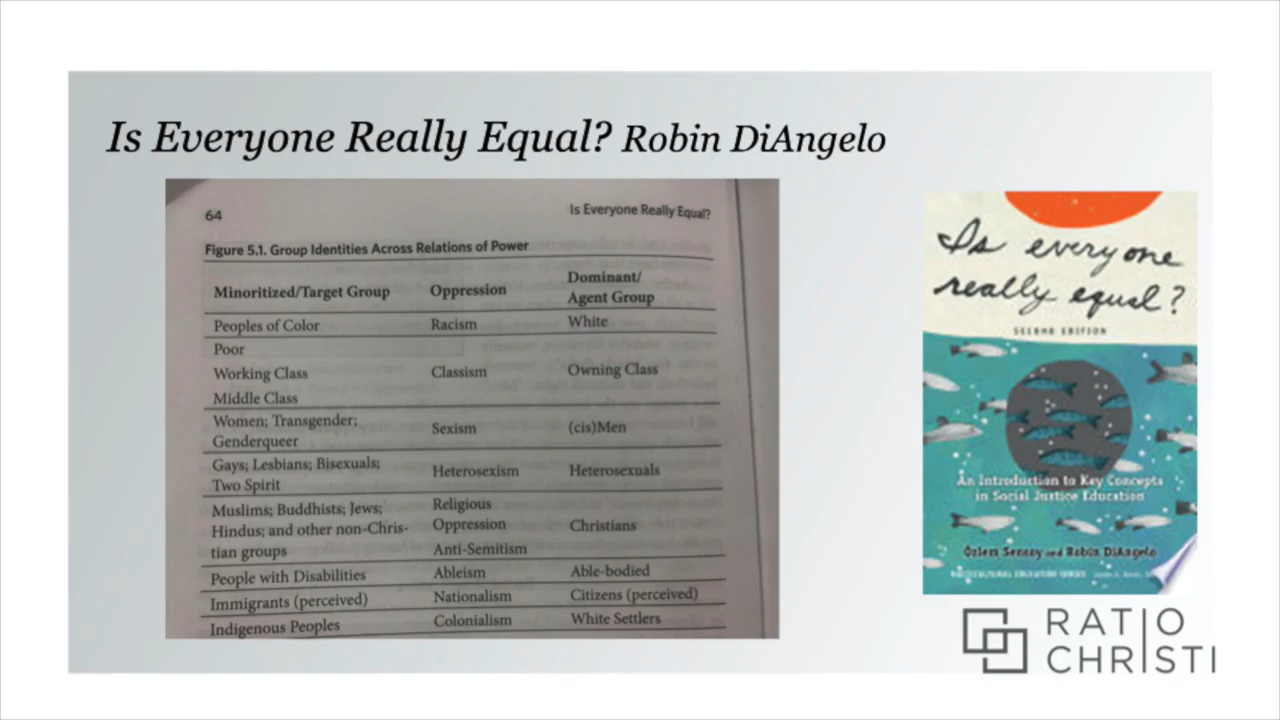 Is Everyone Really Equal? Robin DiAngelo
64
Is Everyone Really Equal?
Figure 5.1. Group Identities Across Relations of Power
Minoritized/Target Group Oppression Dominant/
Agent Group
Peoples of Color Racism White
Poor
Working Class Classism Owning Class
Middle Class
Women; Transgender;
Genderqueer Sexism (cis)Men
Gays; Lesbians; Bisexuals;
Two Spirit Heterosexism Heterosexuals
Muslims; Buddhists; Jews; Religious
Hindus; and other non-Chris- Oppression Christians
tian groups Anti-Semitism
People with Disabilities Ableism Able-bodied
Immigrants (perceived) Nationalism Citizens (perceived)
Indigenous Peoples Colonialism White Settlers
Is everyone
really equal?
SECOND EDITION
An Introduction to Key Concepts
in Social Justice Education
Özlem Sensoy and Robin DiAngelo
MULTICULTURAL EDUCATION SERIES
RATIO
CHRISTI